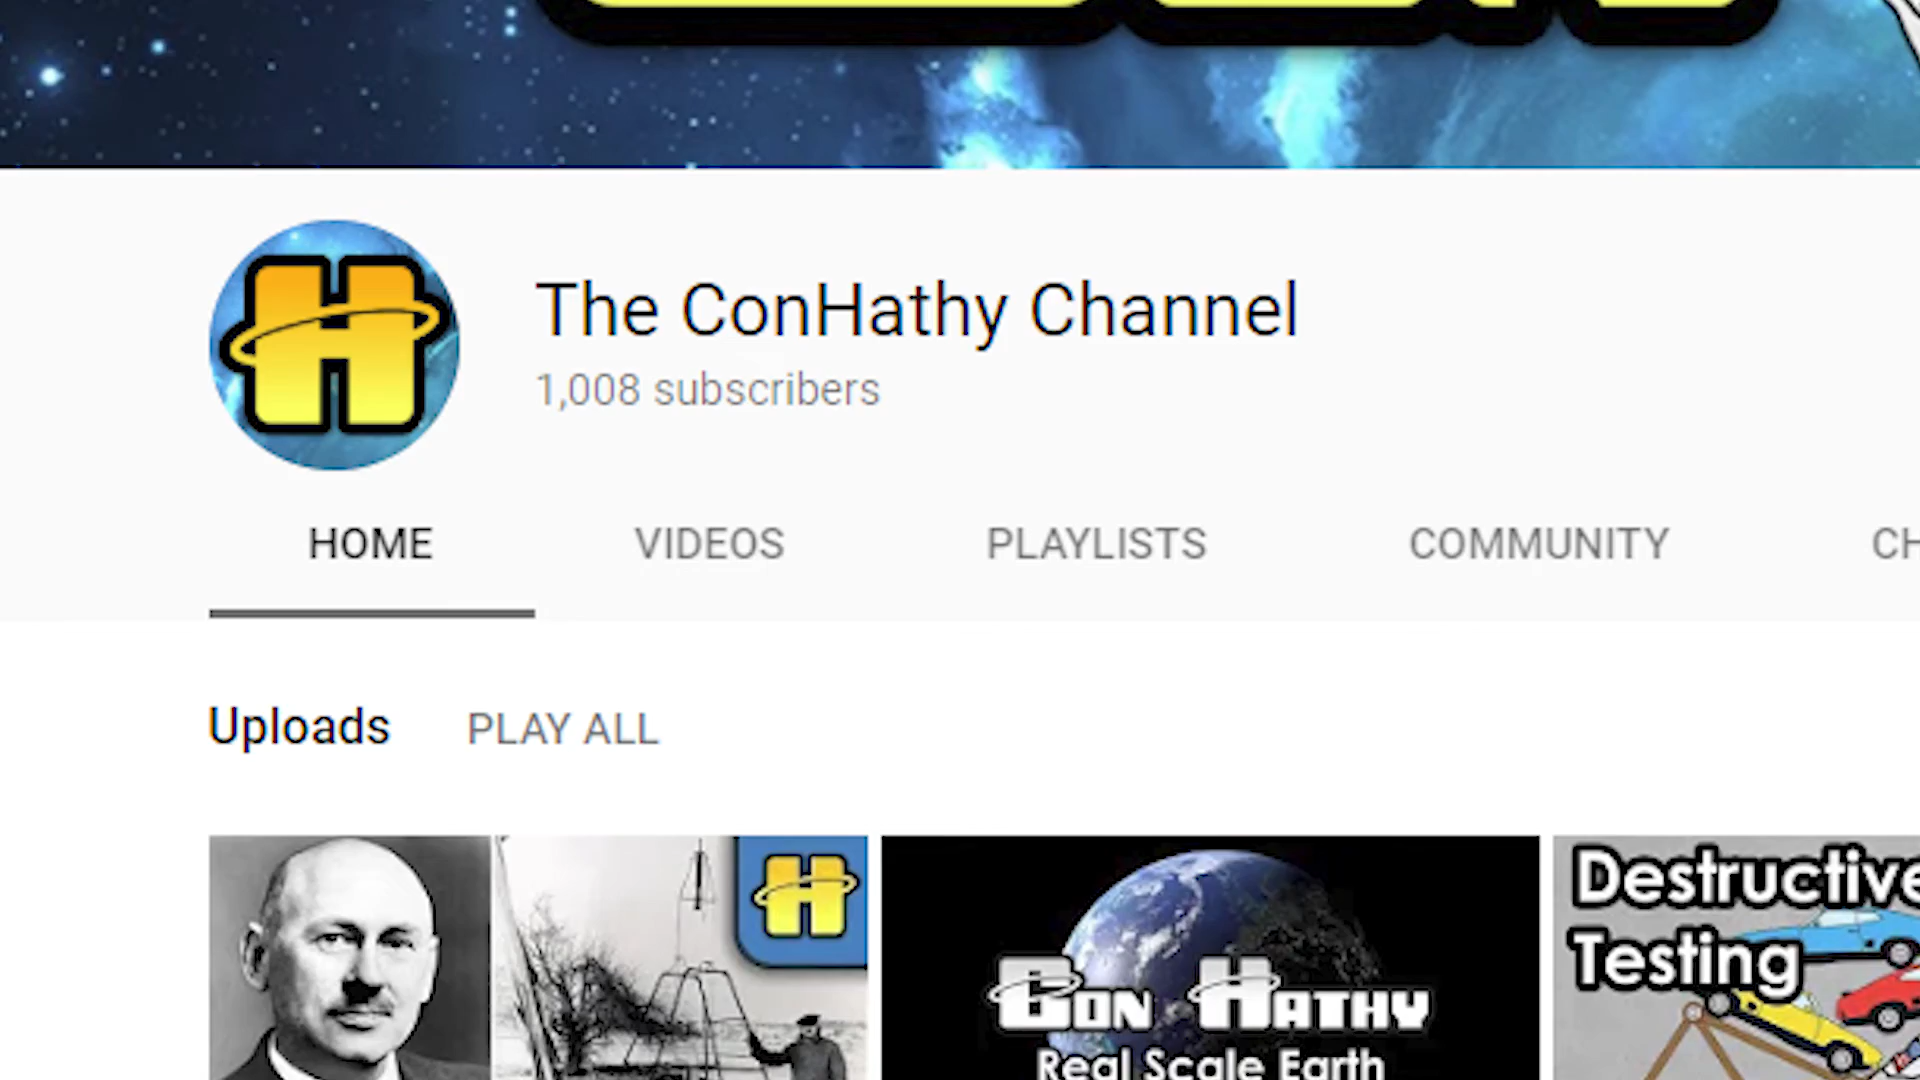 H
The ConHathy Channel
1,008 subscribers
HOME VIDEOS PLAYLISTS COMMUNITY CH
Uploads PLAY ALL
H
CON HATHY
Real Scale Earth
Destructive
Testing